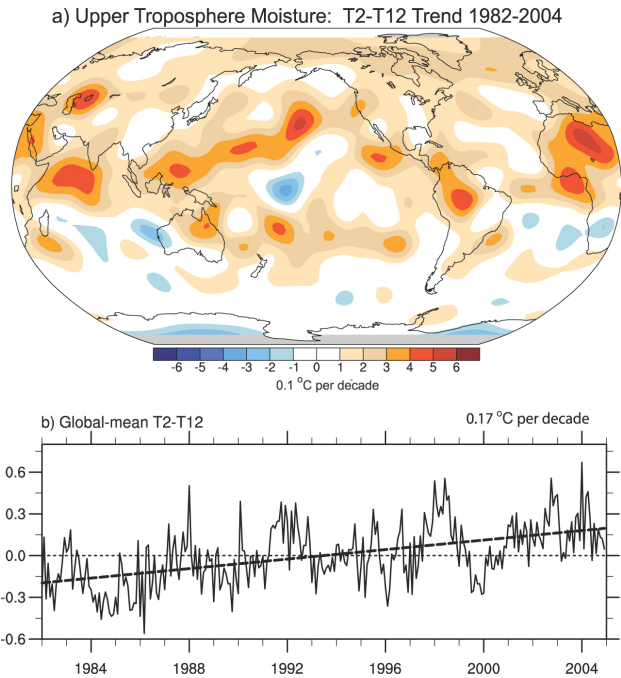 a) Upper Troposphere Moisture: T2-T12 Trend 1982-2004
-6 -5 -4 -3 -2 -1 0 1 2 3 4 5 6
0.1 °C per decade
b) Global-mean T2-T12 0.17 °C per decade
0.6
0.3
0.0
-0.3
-0.6
1984 1988 1992 1996 2000 2004